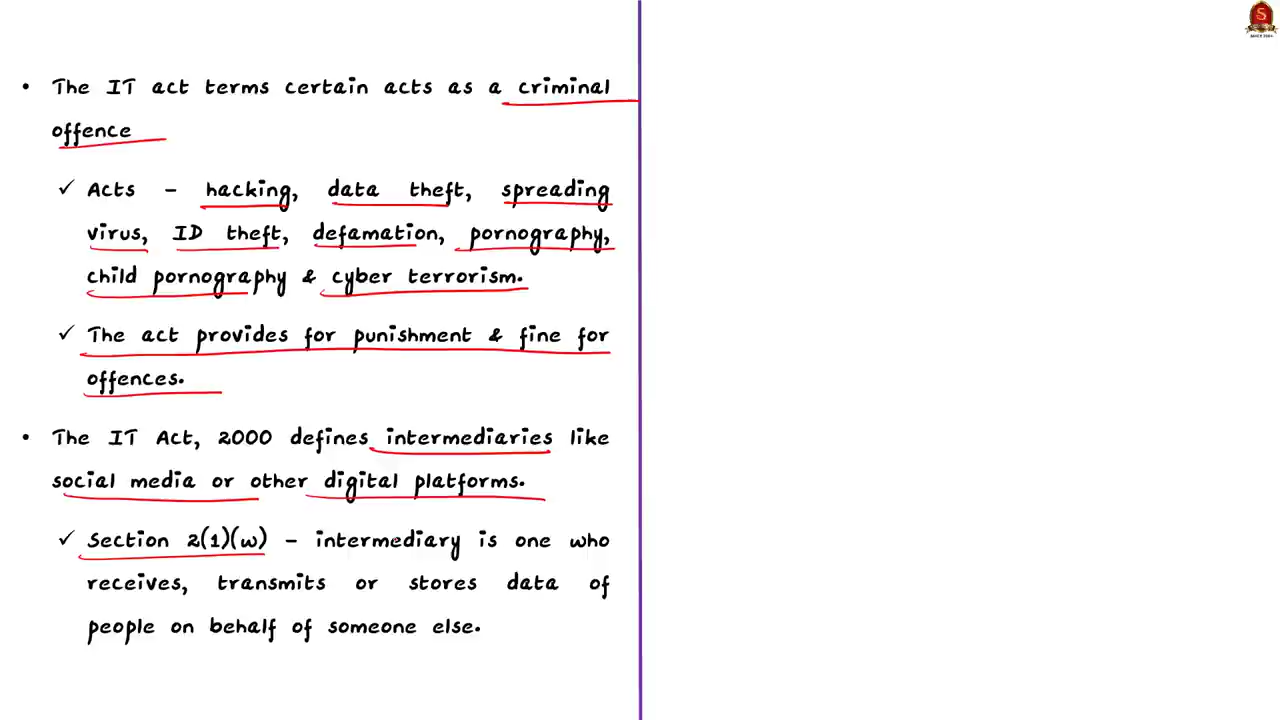 • The IT act terms certain acts as a criminal
offence
✓ Acts – hacking, data theft, spreading
virus, ID theft, defamation, pornography,
child pornography & cyber terrorism.
✓ The act provides for punishment & fine for
offences.
• The IT Act, 2000 defines intermediaries like
social media or other digital platforms.
✓ Section 2(1)(w) – intermediary is one who
receives, transmits or stores data of
people on behalf of someone else.
S
SINCE 2004